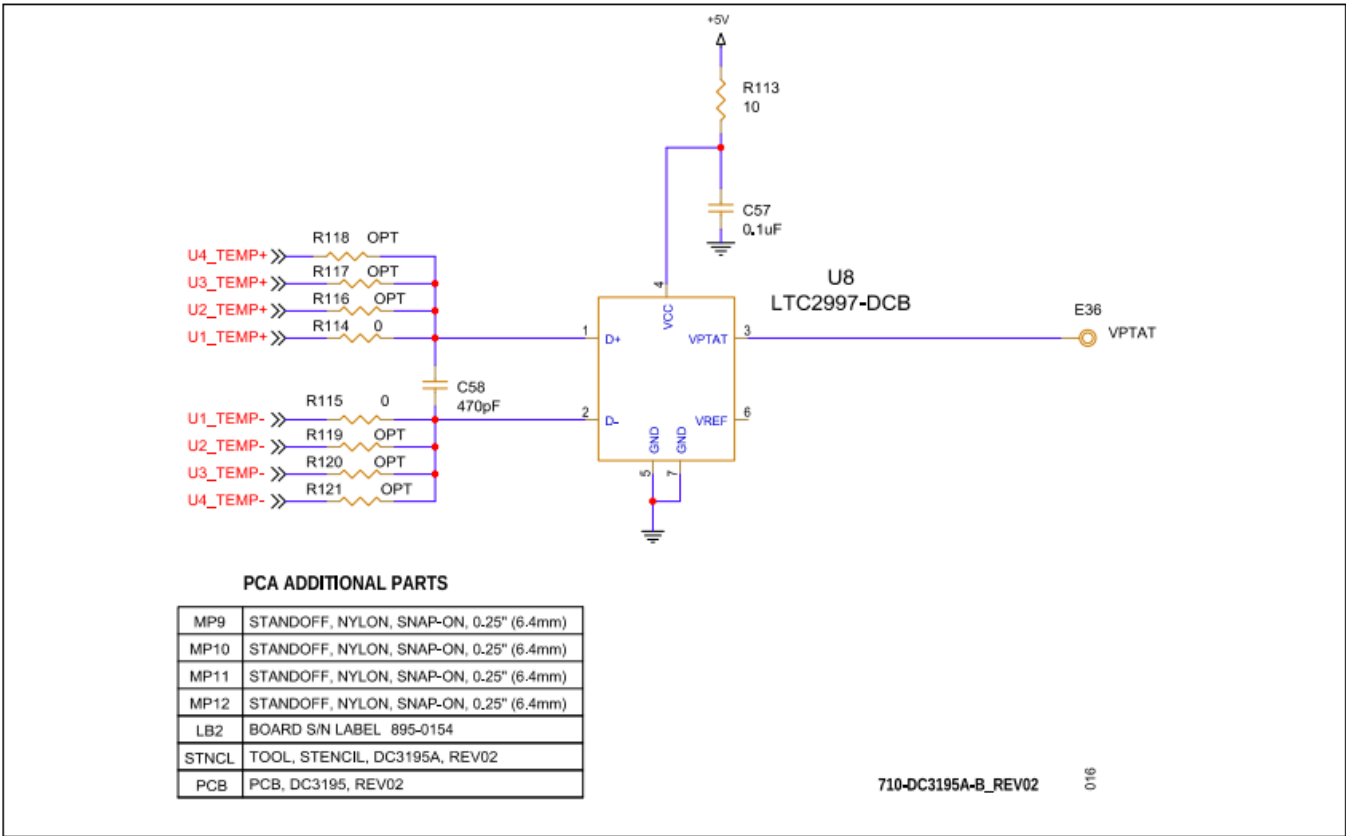 +5V
R113
10
C57
0.1uF
R118 OPT
U4_TEMP+
R117 OPT
U3_TEMP+
R116 OPT
U2_TEMP+
R114 0
U1_TEMP+
U8
LTC2997-DCB
4
VCC
1
D+
VPTAT
3
E36
VPTAT
C58
470pF
R115 0
U1_TEMP-
2
D-
VREF
6
R119 OPT
U2_TEMP-
GND
GND
R120 OPT
U3_TEMP-
5
7
R121 OPT
U4_TEMP-
PCA ADDITIONAL PARTS
MP9 STANDOFF, NYLON, SNAP-ON, 0.25" (6.4mm)
MP10 STANDOFF, NYLON, SNAP-ON, 0.25" (6.4mm)
MP11 STANDOFF, NYLON, SNAP-ON, 0.25" (6.4mm)
MP12 STANDOFF, NYLON, SNAP-ON, 0.25" (6.4mm)
LB2 BOARD S/N LABEL 895-0154
STNCL TOOL, STENCIL, DC3195A, REV02
PCB PCB, DC3195, REV02
710-DC3195A-B_REV02
016